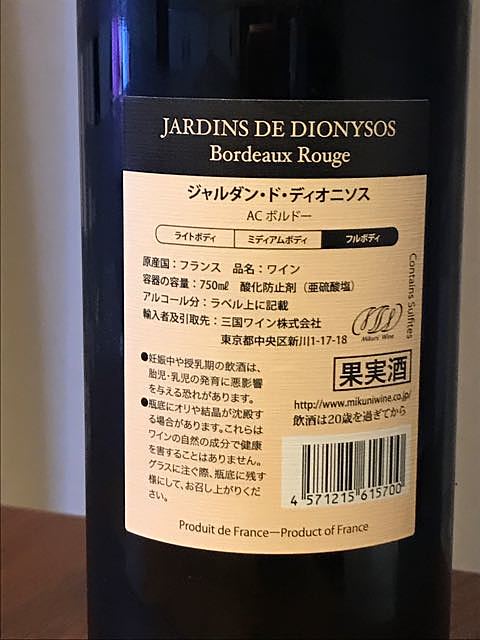 JARDINS DE DIONYSOS
Bordeaux Rouge
ジャルダン・ド・ディオニソス
AC ボルドー
ライトボディ ミディアムボディ フルボディ
原産国：フランス 品名：ワイン
容器の容量：750㎖ 酸化防止剤（亜硫酸塩）
アルコール分：ラベル上に記載
輸入者及引取先：三国ワイン株式会社
東京都中央区新川1-17-18
Contains Sulfites
Mikuni Wine
●妊娠中や授乳期の飲酒は、
胎児・乳児の発育に悪影響
を与える恐れがあります。
●瓶底にオリや結晶が沈殿す
る場合があります。これらは
ワインの自然の成分で健康
を害することはありません。
グラスに注ぐ際、瓶底に残す
様にして、お召し上がりくだ
さい。
果実酒
http://www.mikuniwine.co.jp/
飲酒は20歳を過ぎてから
4 571215 615700
Produit de France—Product of France